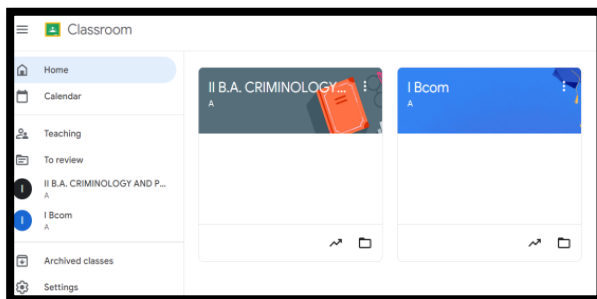 Classroom
Home
Calendar
Teaching
To review
I
II B.A. CRIMINOLOGY AND P...
A
I
I Bcom
A
Archived classes
Settings
II B.A. CRIMINOLOGY...
A
I Bcom
A